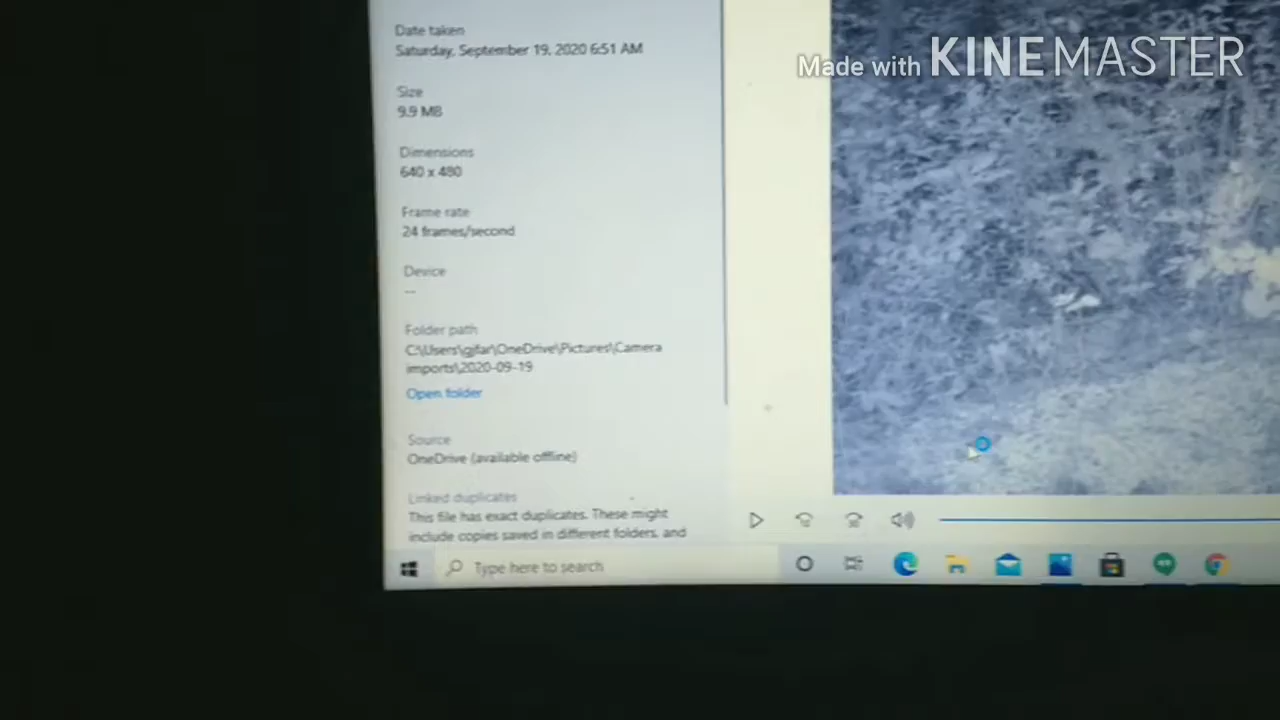 Date taken
Saturday, September 19, 2020 6:51 AM
Made with KINEMASTER
Size
9.9 MB
Dimensions
640 x 480
Frame rate
24 frames/second
Device
--
Folder path
C:\Users\gjfar\OneDrive\Pictures\Camera
imports\2020-09-19
Open folder
Source
OneDrive (available offline)
Linked duplicates
This file has exact duplicates. These might
include copies saved in different folders, and
Type here to search